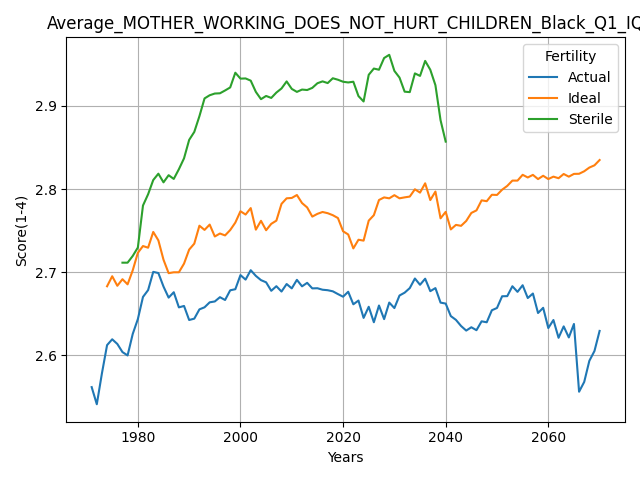 Average_MOTHER_WORKING_DOES_NOT_HURT_CHILDREN_Black_Q1_IQ
Fertility
Actual
Ideal
Sterile
Score(1-4)
2.9
2.8
2.7
2.6
1980 2000 2020 2040 2060
Years